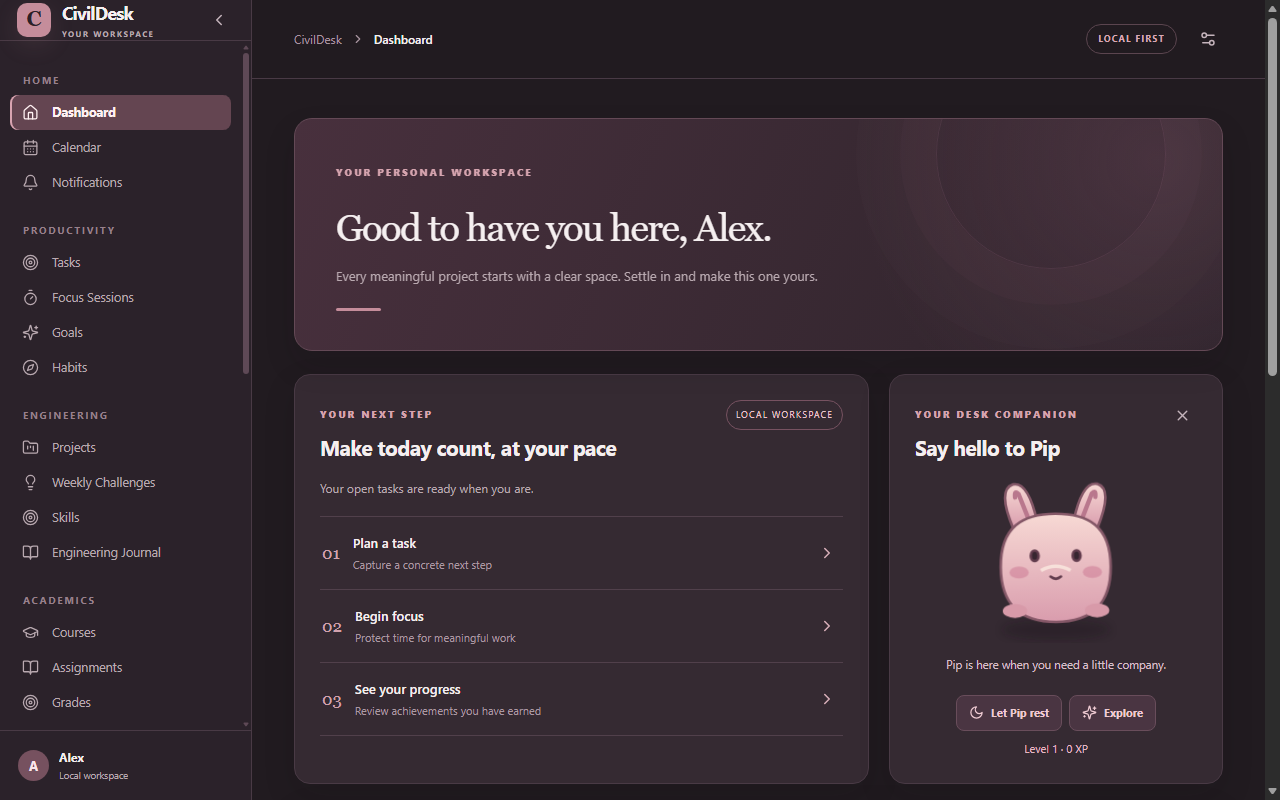 C
CivilDesk
YOUR WORKSPACE
HOME
Dashboard
Calendar
Notifications
PRODUCTIVITY
Tasks
Focus Sessions
Goals
Habits
ENGINEERING
Projects
Weekly Challenges
Skills
Engineering Journal
ACADEMICS
Courses
Assignments
Grades
A
Alex
Local workspace
CivilDesk
Dashboard
LOCAL FIRST
YOUR PERSONAL WORKSPACE
Good to have you here, Alex.
Every meaningful project starts with a clear space. Settle in and make this one yours.
YOUR NEXT STEP
LOCAL WORKSPACE
Make today count, at your pace
Your open tasks are ready when you are.
01
Plan a task
Capture a concrete next step
02
Begin focus
Protect time for meaningful work
03
See your progress
Review achievements you have earned
YOUR DESK COMPANION
Say hello to Pip
Pip is here when you need a little company.
Let Pip rest
Explore
Level 1 · 0 XP